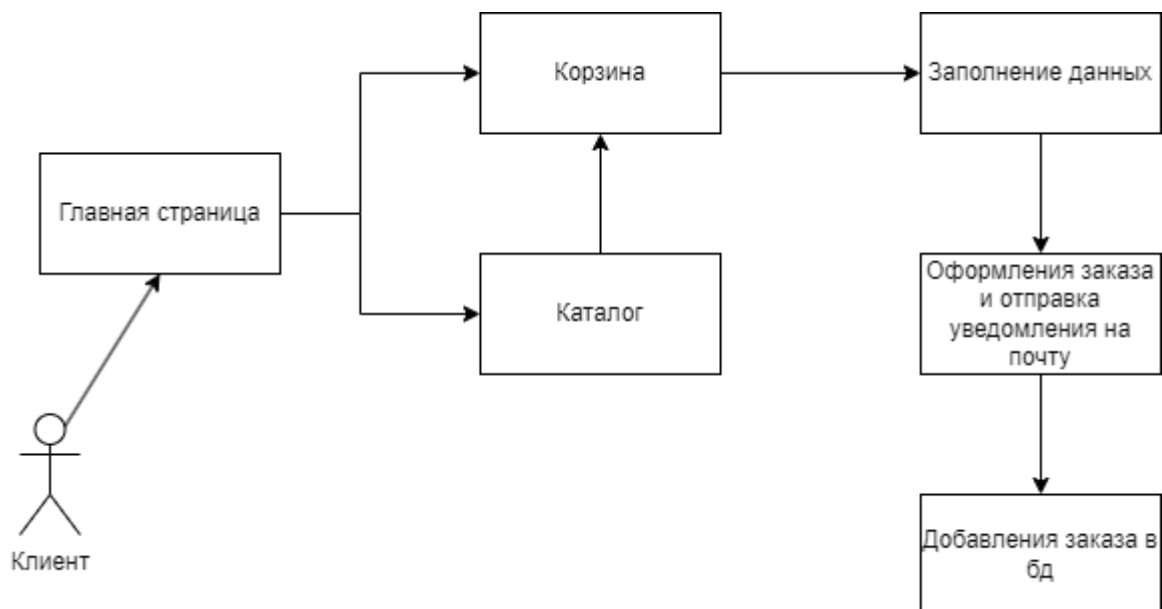 Корзина
Заполнение данных
Главная страница
Каталог
Оформления заказа
и отправка
уведомления на
почту
Клиент
Добавления заказа в
бд